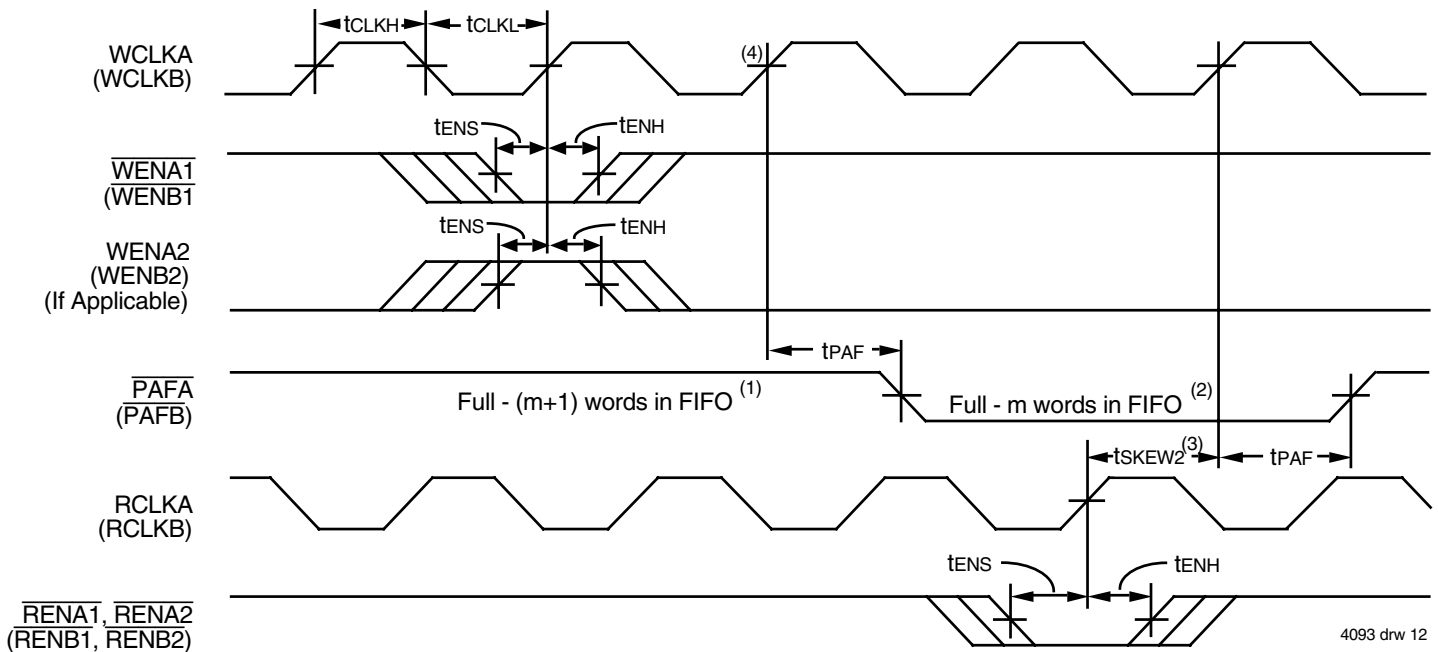 tCLKH
tCLKL
WCLKA
(WCLKB)
(4)
tENS
tENH
WENA1
(WENB1
tENS
tENH
WENA2
(WENB2)
(If Applicable)
tPAF
PAFA
(PAFB)
Full - (m+1) words in FIFO (1)
Full - m words in FIFO (2)
tSKEW2(3)
tPAF
RCLKA
(RCLKB)
tENS
tENH
RENA1, RENA2
(RENB1, RENB2)
4093 drw 12